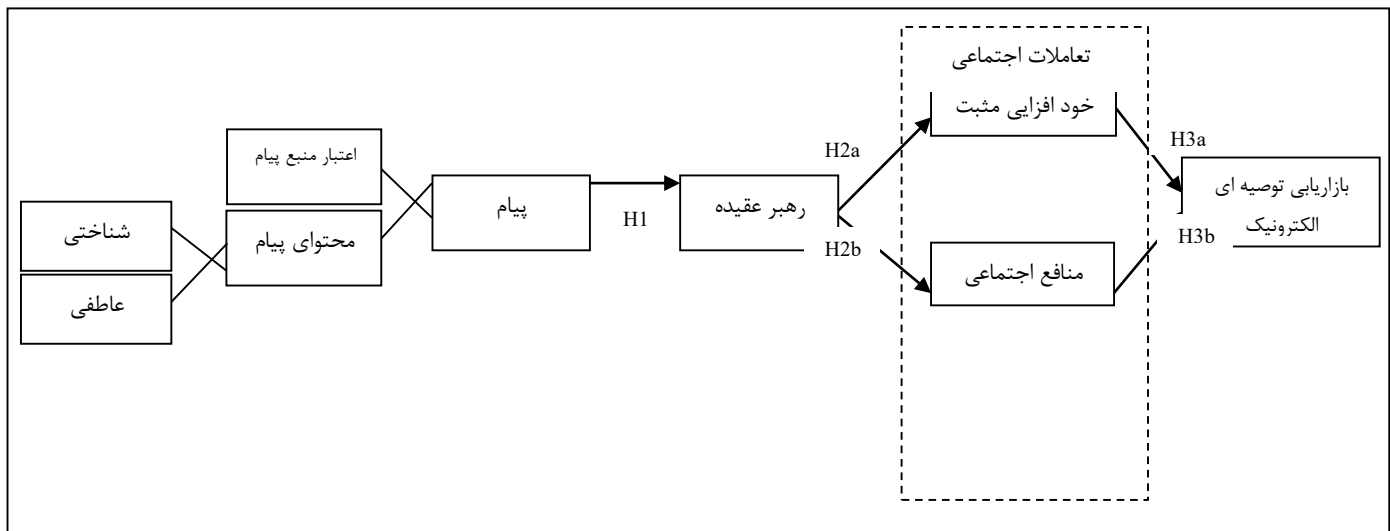 تعاملات اجتماعی
خود افزایی مثبت
H3a
H2a
اعتبار منبع پیام
بازاریابی توصیه ای
الکترونیک
پیام
رهبر عقیده
H1
شناختی
محتوای پیام
H2b
H3b
منافع اجتماعی
عاطفی